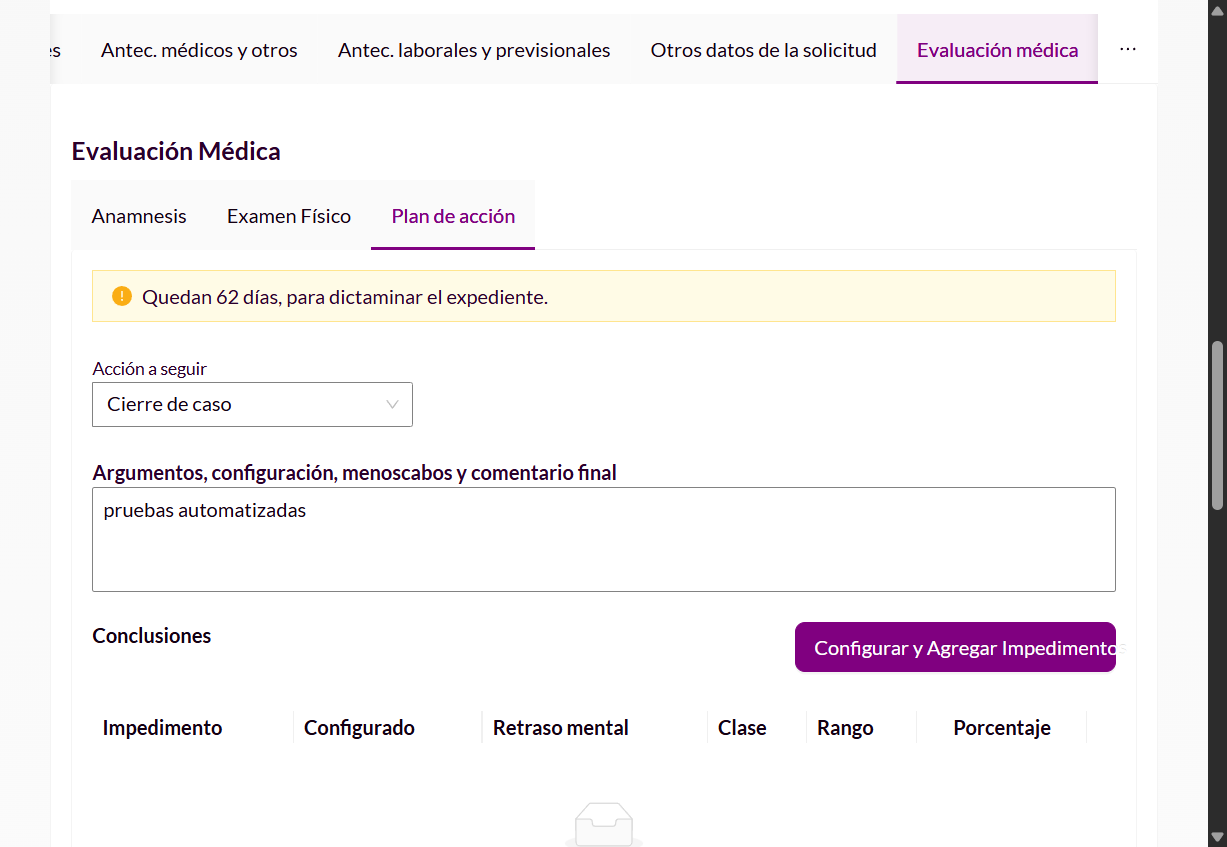 es Antec. médicos y otros Antec. laborales y previsionales Otros datos de la solicitud Evaluación médica ...
Evaluación Médica
Anamnesis Examen Físico Plan de acción
Quedan 62 días, para dictaminar el expediente.
Acción a seguir
Cierre de caso
Argumentos, configuración, menoscabos y comentario final
pruebas automatizadas
Conclusiones
Configurar y Agregar Impedimentos
Impedimento Configurado Retraso mental Clase Rango Porcentaje